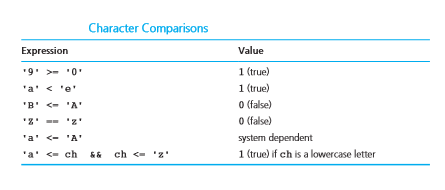 Character Comparisons
Expression Value
'9' >= '0' 1 (true)
'a' < 'e' 1 (true)
'B' <= 'A' 0 (false)
'Z' == 'z' 0 (false)
'a' <= 'A' system dependent
'a' <= ch && ch <= 'z' 1 (true) if ch is a lowercase letter